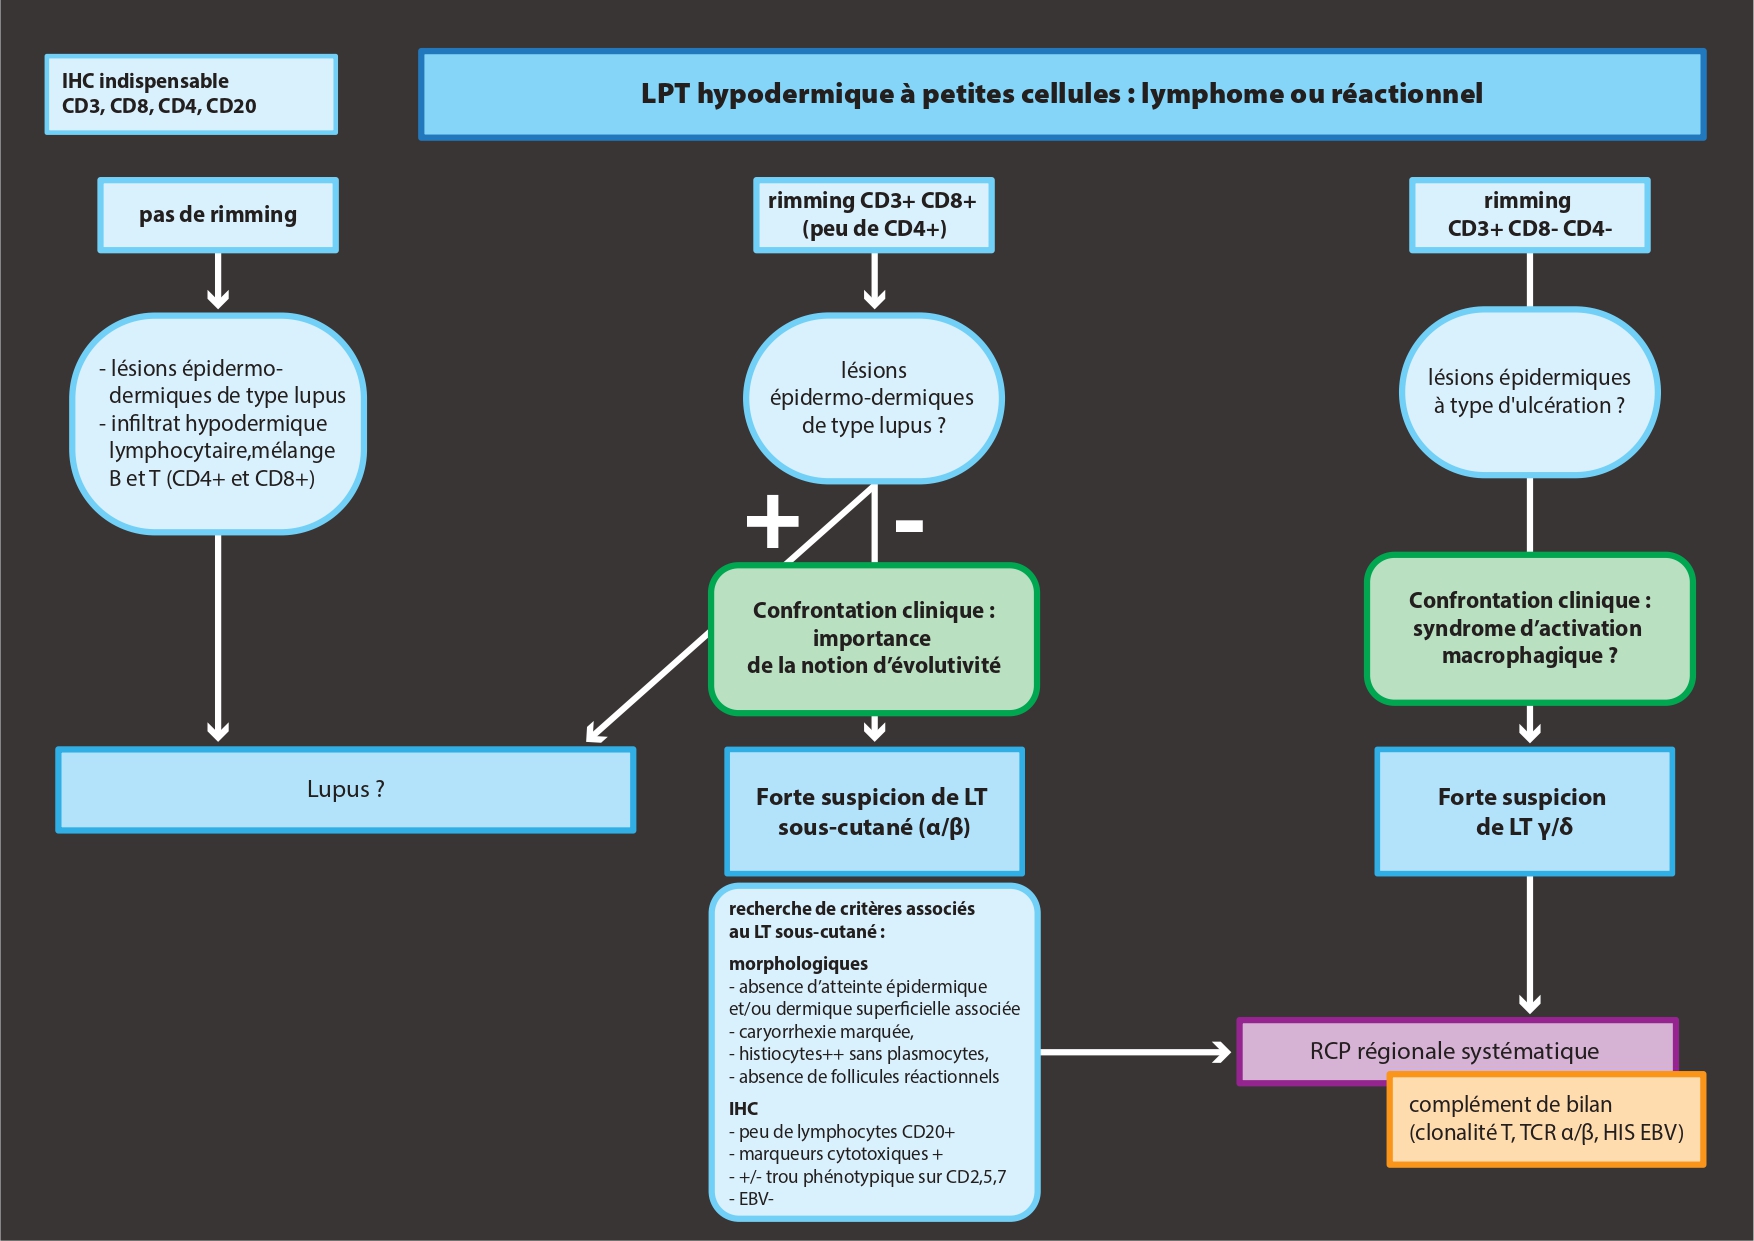 IHC indispensable
CD3, CD8, CD4, CD20
LPT hypodermique à petites cellules : lymphome ou réactionnel
pas de rimming
rimming CD3+ CD8+
(peu de CD4+)
rimming
CD3+ CD8- CD4-
- lésions épidermo-
dermiques de type lupus
- infiltrat hypodermique
lymphocytaire,mélange
B et T (CD4+ et CD8+)
lésions
épidermo-dermiques
de type lupus ?
lésions épidermiques
à type d'ulcération ?
+
-
Confrontation clinique :
importance
de la notion d’évolutivité
Confrontation clinique :
syndrome d’activation
macrophagique ?
Lupus ?
Forte suspicion de LT
sous-cutané (α/β)
Forte suspicion
de LT γ/δ
recherche de critères associés
au LT sous-cutané :
morphologiques
- absence d’atteinte épidermique
et/ou dermique superficielle associée
- caryorrhexie marquée,
- histiocytes++ sans plasmocytes,
- absence de follicules réactionnels
IHC
- peu de lymphocytes CD20+
- marqueurs cytotoxiques +
- +/- trou phénotypique sur CD2,5,7
- EBV-
RCP régionale systématique
complément de bilan
(clonalité T, TCR α/β, HIS EBV)